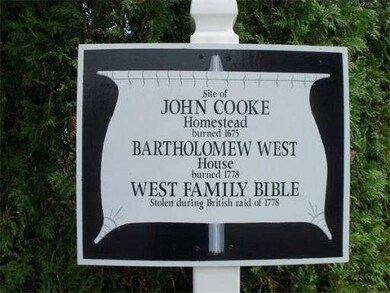 Site of
JOHN COOKE
Homestead
burned 1675
BARTHOLOMEW WEST
House
burned 1778
WEST FAMILY BIBLE
Stolen during British raid of 1778